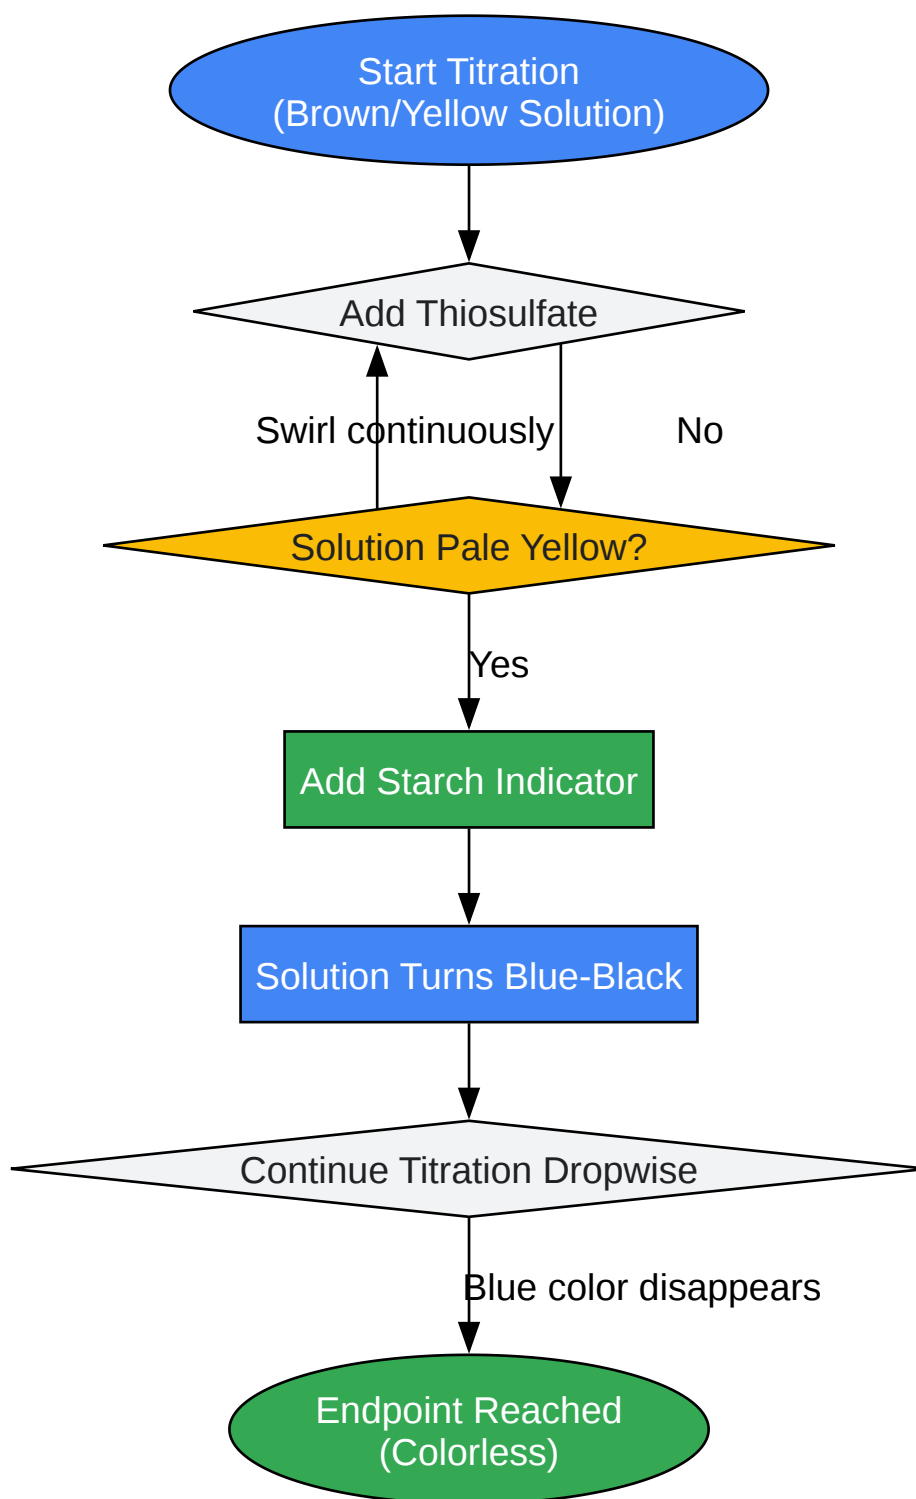 Start Titration
(Brown/Yellow Solution)
Add Thiosulfate
Swirl continuously
No
Solution Pale Yellow?
Yes
Add Starch Indicator
Solution Turns Blue-Black
Continue Titration Dropwise
Blue color disappears
Endpoint Reached
(Colorless)